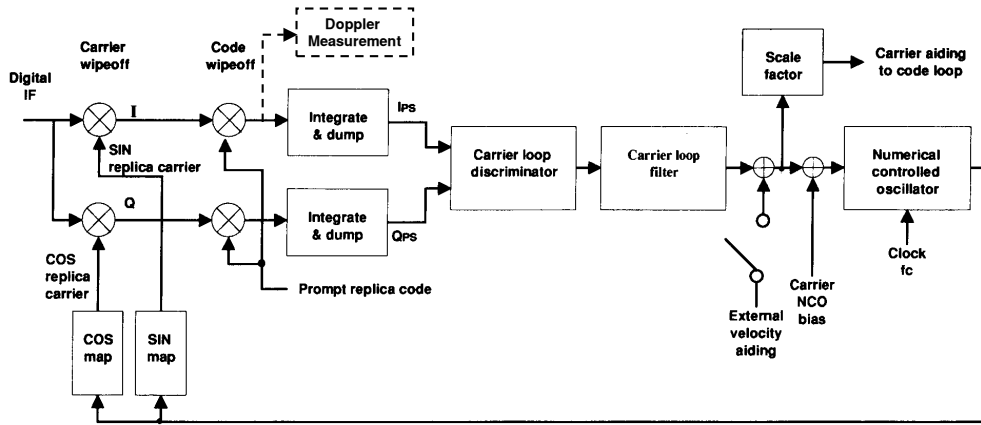 Doppler
Measurement
Carrier
wipeoff
Code
wipeoff
Digital
IF
I
SIN
replica carrier
Integrate
& dump
IPS
Q
Integrate
& dump
QPS
COS
replica
carrier
Prompt replica code
COS
map
SIN
map
Carrier loop
discriminator
Carrier loop
filter
Scale
factor
Carrier aiding
to code loop
Numerical
controlled
oscillator
Clock
fc
External
velocity
aiding
Carrier
NCO
bias